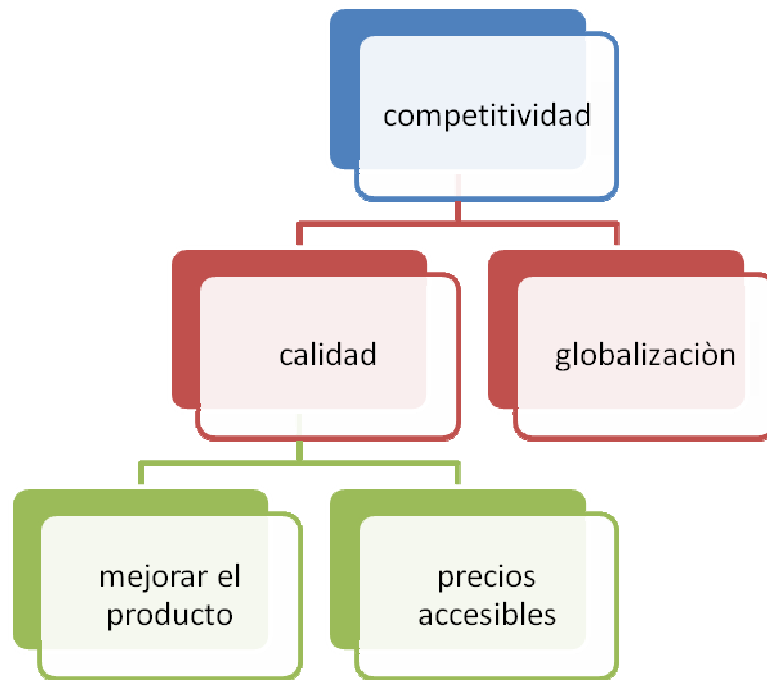 competitividad
calidad
globalizaciòn
mejorar el
producto
precios
accesibles